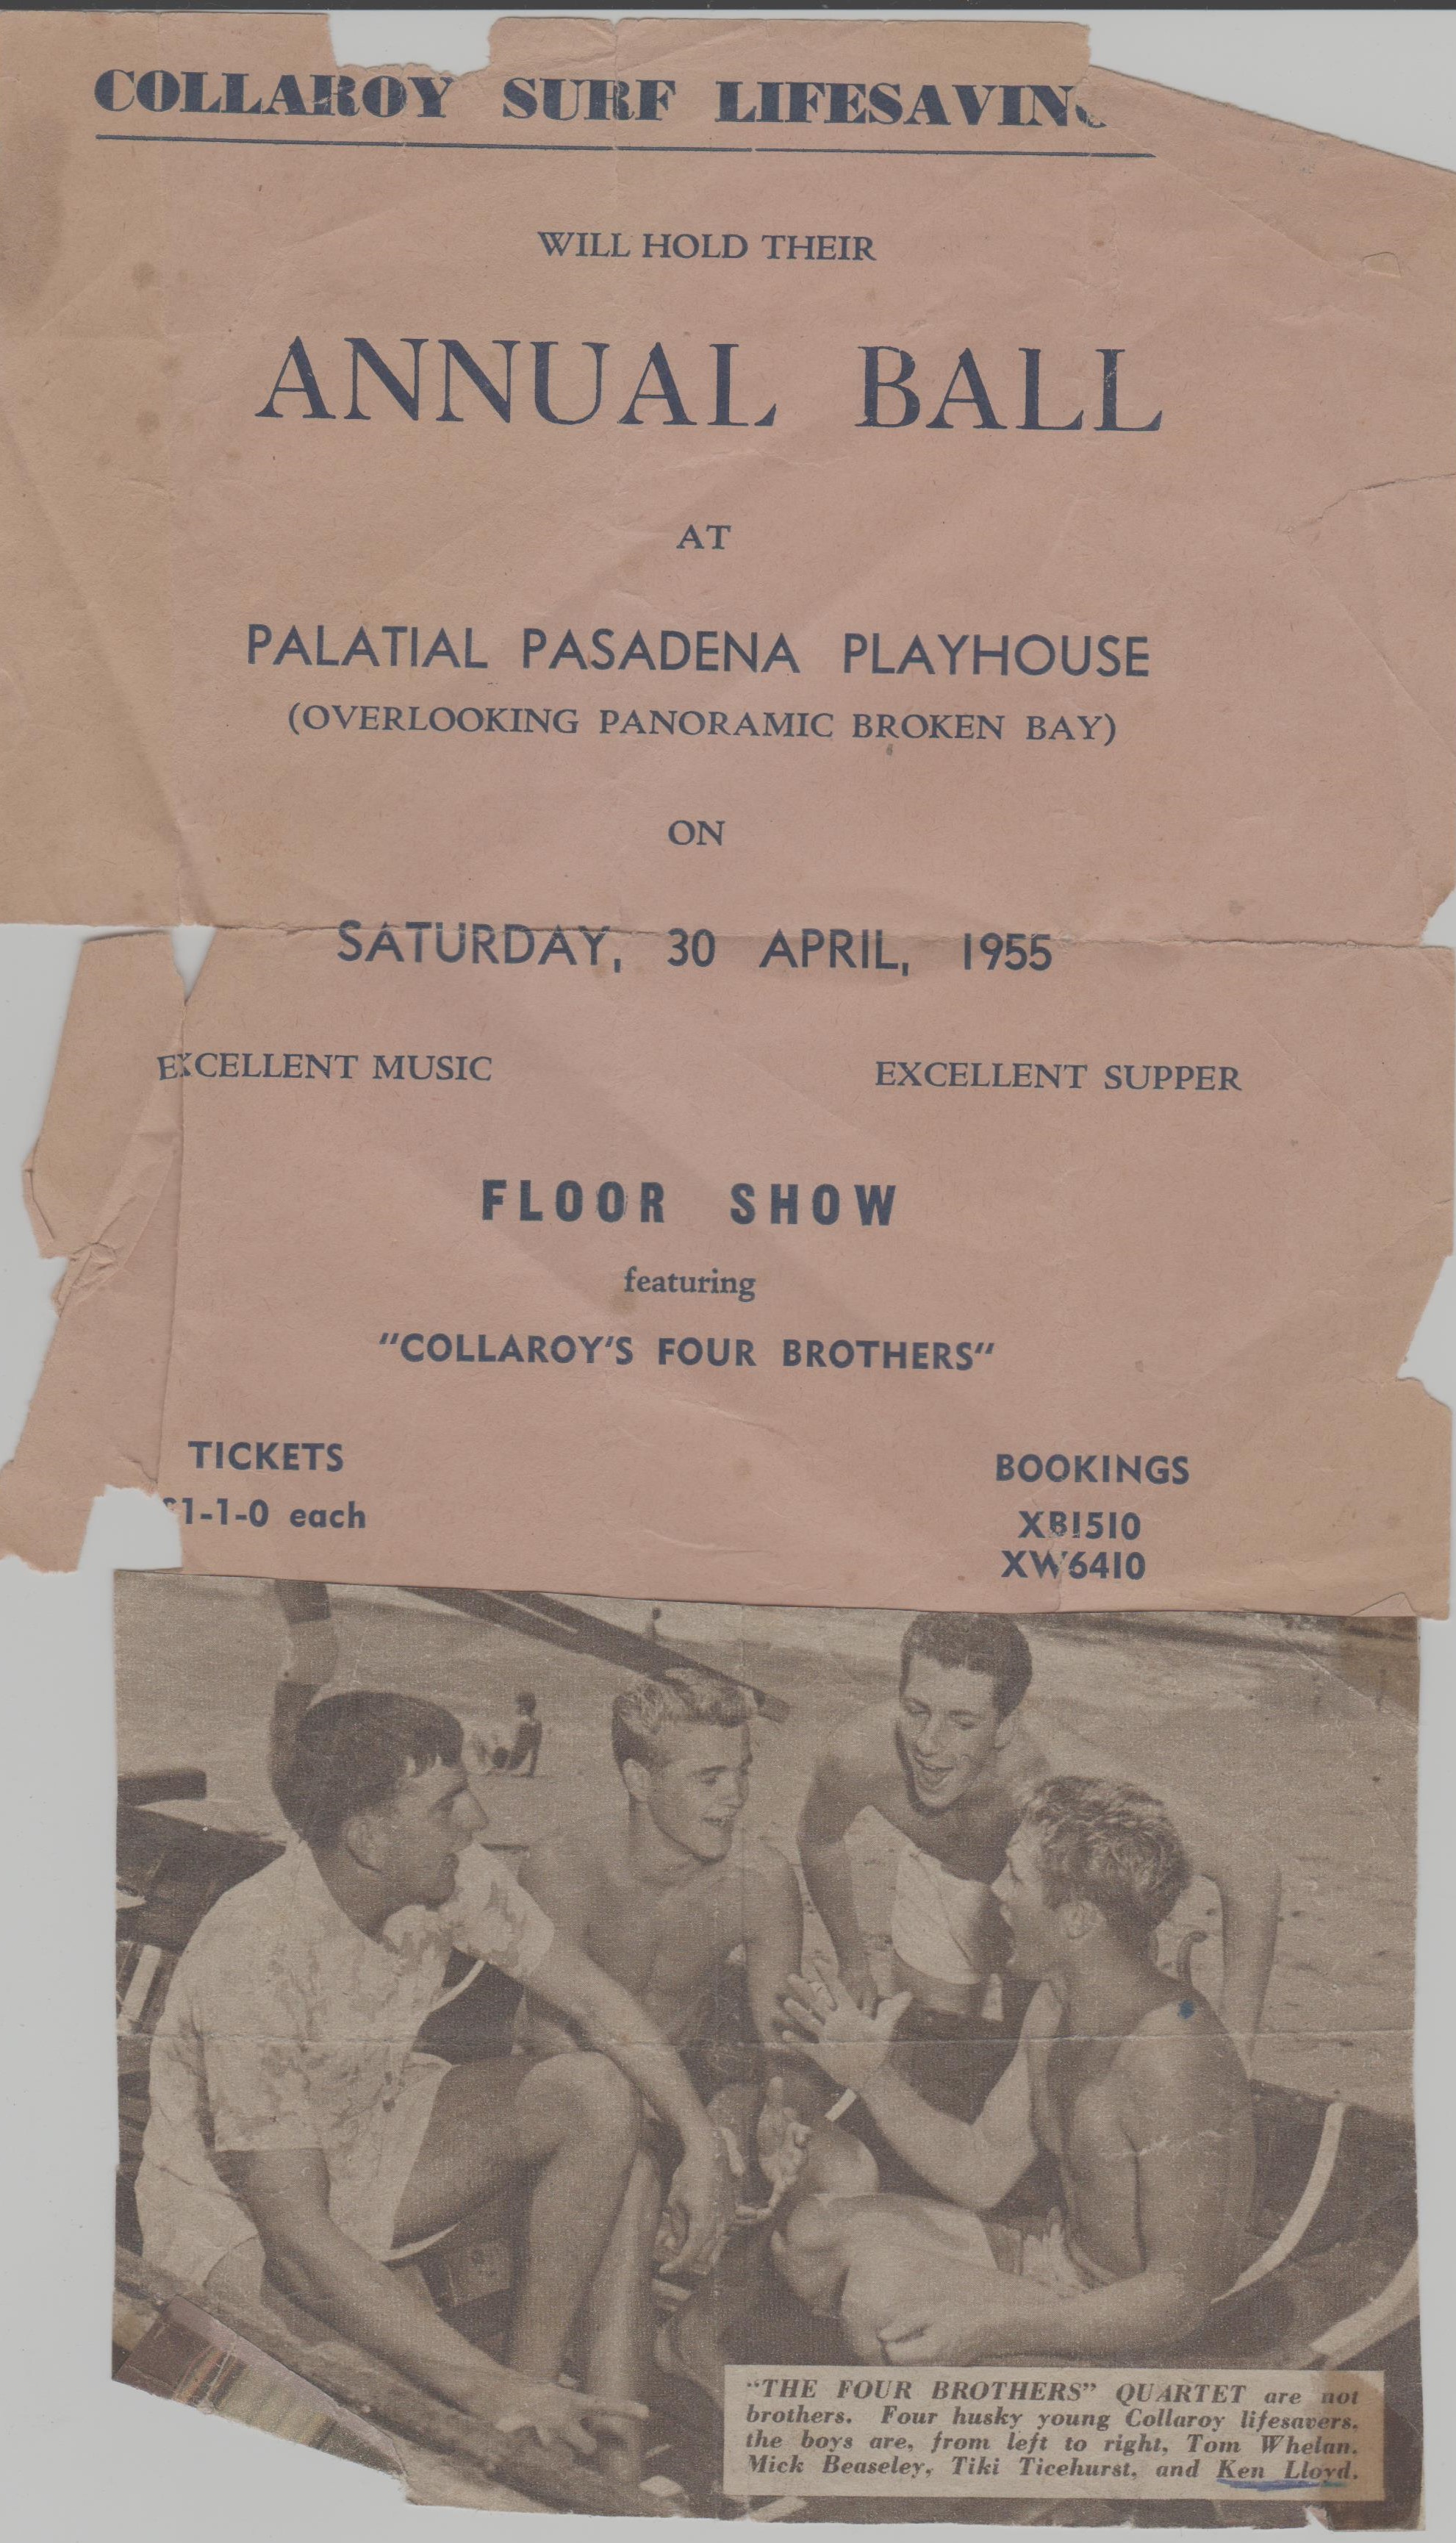 COLLAROY SURF LIFESAVING
WILL HOLD THEIR
ANNUAL BALL
AT
PALATIAL PASADENA PLAYHOUSE
(OVERLOOKING PANORAMIC BROKEN BAY)
ON
SATURDAY, 30 APRIL, 1955
EXCELLENT MUSIC EXCELLENT SUPPER
FLOOR SHOW
featuring
"COLLAROY'S FOUR BROTHERS"
TICKETS BOOKINGS
£1-1-0 each XB1510
XW6410
"THE FOUR BROTHERS" QUARTET are not
brothers. Four husky young Collaroy lifesavers,
the boys are, from left to right, Tom Whelan,
Mick Beaseley, Tiki Ticehurst, and Ken Lloyd.